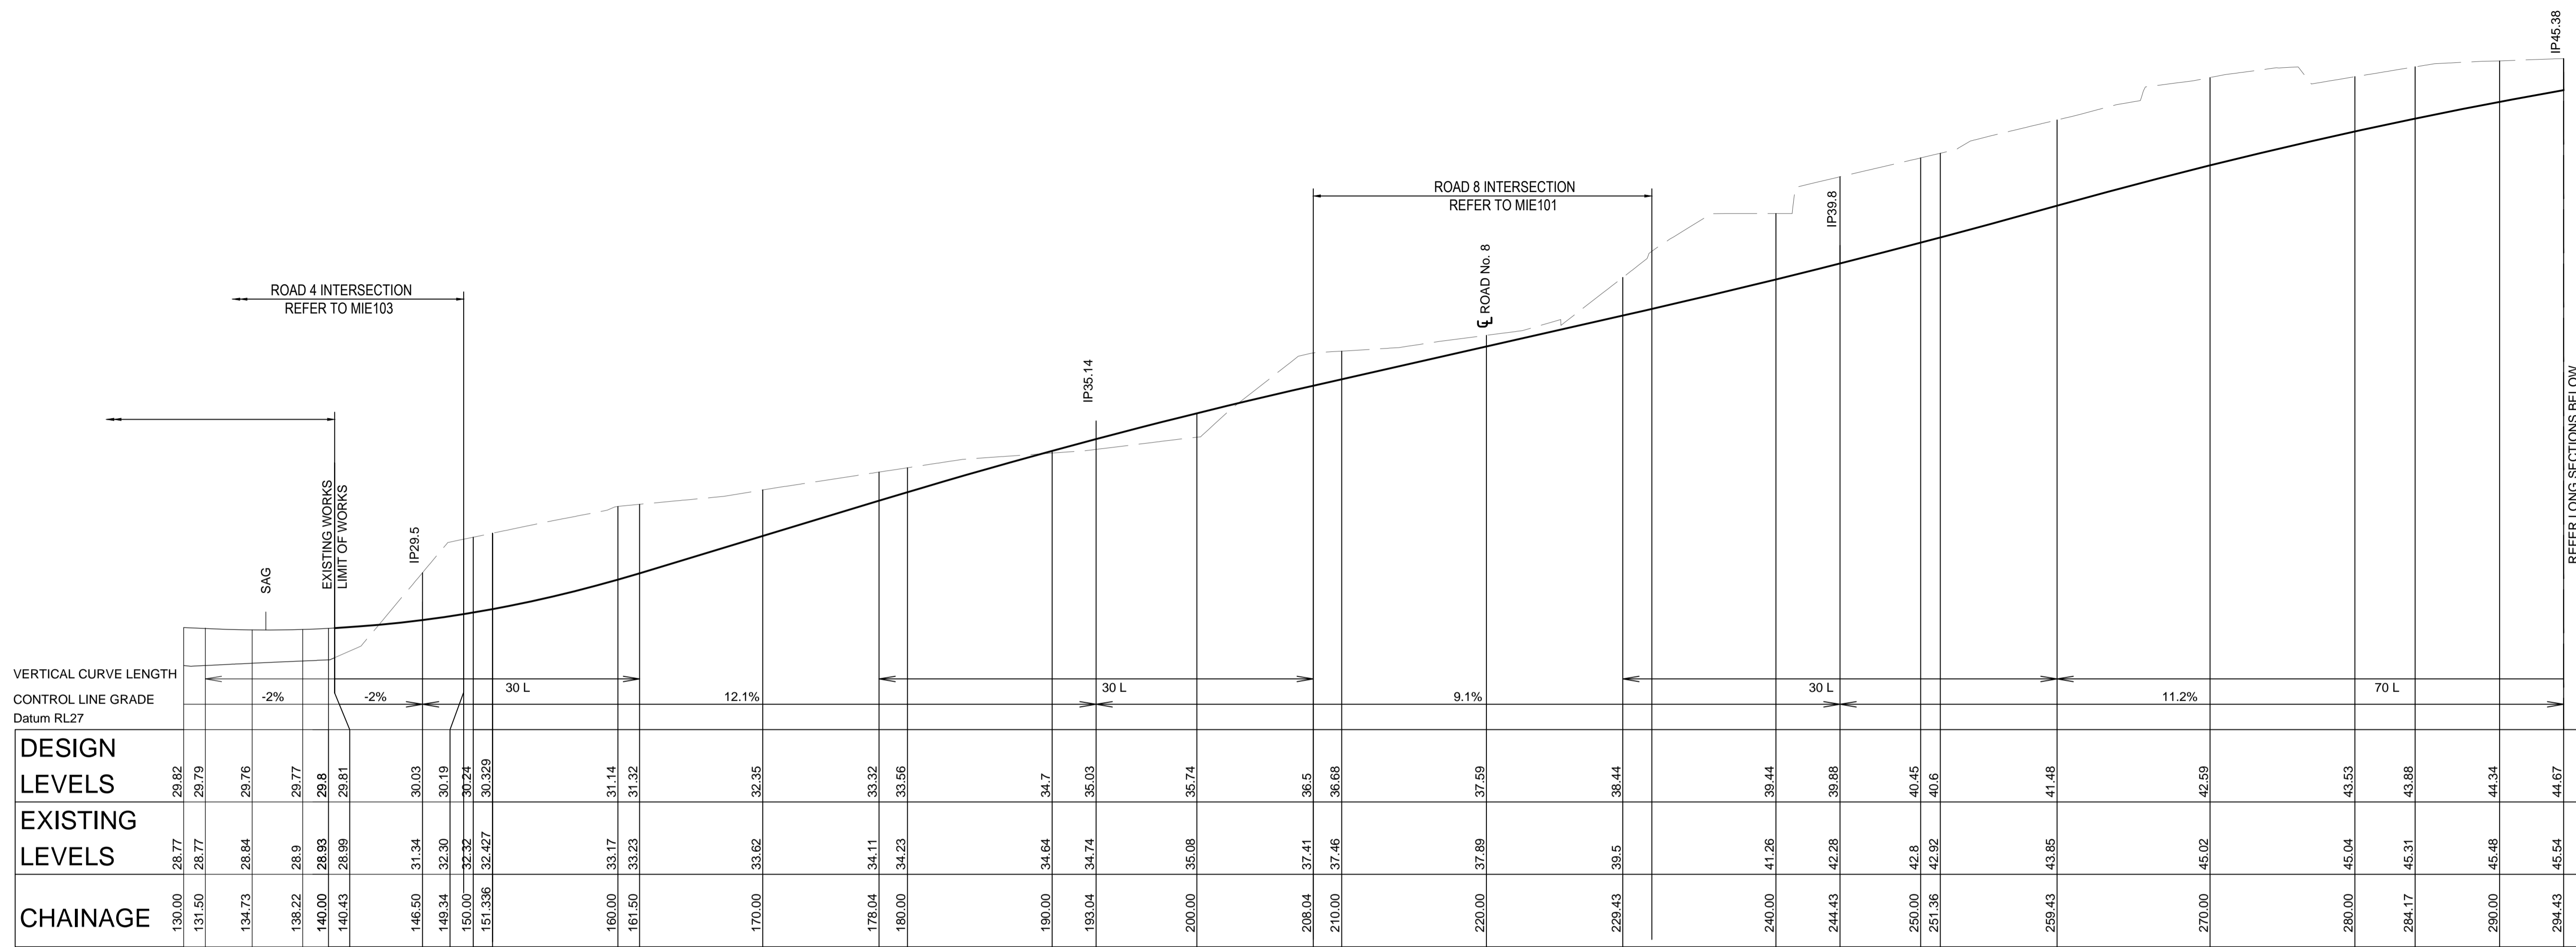 IP45.38
ROAD 8 INTERSECTION
REFER TO MIE101
IP39.8
℄ ROAD No. 8
ROAD 4 INTERSECTION
REFER TO MIE103
IP35.14
REFER LONG SECTIONS BELOW
EXISTING WORKS
LIMIT OF WORKS
IP29.5
SAG
VERTICAL CURVE LENGTH 30 L 30 L 30 L 70 L
CONTROL LINE GRADE -2% -2% 12.1% 9.1% 11.2%
Datum RL27
DESIGN
LEVELS 29.82 29.79 29.76 29.77 29.8 29.81 30.03 30.19 30.24 30.329 31.14 31.32 32.35 33.32 33.56 34.7 35.03 35.74 36.5 36.68 37.59 38.44 39.44 39.88 40.45 40.6 41.48 42.59 43.53 43.88 44.34 44.67
EXISTING
LEVELS 28.77 28.77 28.84 28.9 28.93 28.99 31.34 32.30 32.32 32.427 33.17 33.23 33.62 34.11 34.23 34.64 34.74 35.08 37.41 37.46 37.89 39.5 41.26 42.28 42.8 42.92 43.85 45.02 45.04 45.31 45.48 45.54
CHAINAGE 130.00 131.50 134.73 138.22 140.00 140.43 146.50 149.34 150.00 151.336 160.00 161.50 170.00 178.04 180.00 190.00 193.04 200.00 208.04 210.00 220.00 229.43 240.00 244.43 250.00 251.36 259.43 270.00 280.00 284.17 290.00 294.43